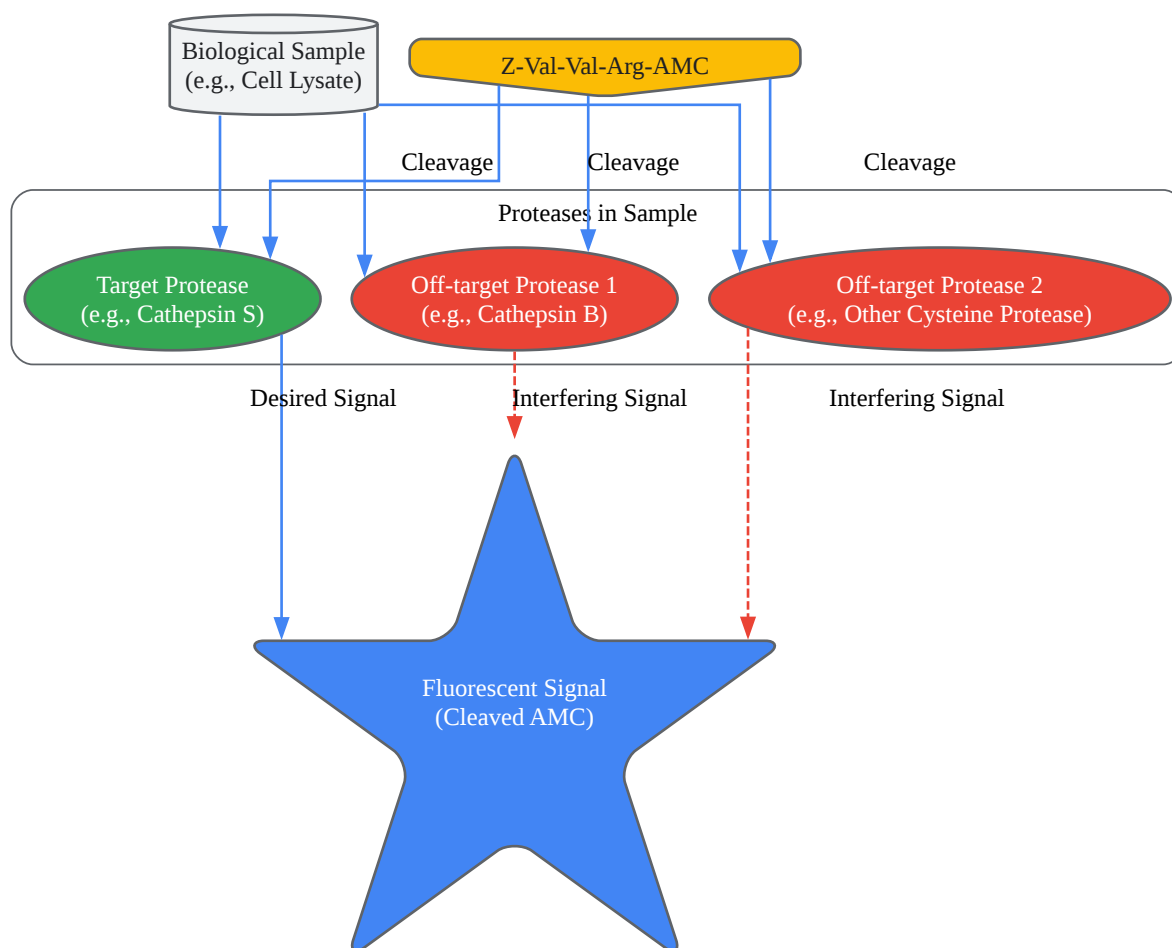 Biological Sample
(e.g., Cell Lysate)
Z-Val-Val-Arg-AMC
Cleavage
Cleavage
Cleavage
Proteases in Sample
Target Protease
(e.g., Cathepsin S)
Off-target Protease 1
(e.g., Cathepsin B)
Off-target Protease 2
(e.g., Other Cysteine Protease)
Desired Signal
Interfering Signal
Interfering Signal
Fluorescent Signal
(Cleaved AMC)